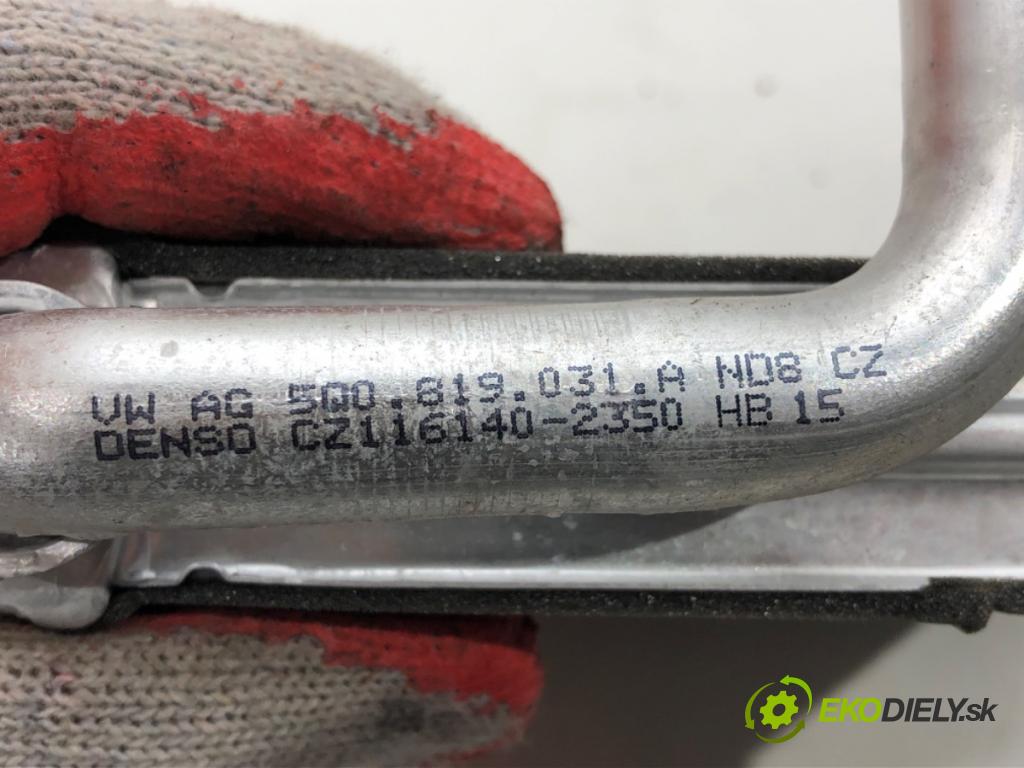 VW AG 5Q0.819.031.A ND8 CZ
DENSO CZ116140-2350 HB 15
EKODIELY.sk